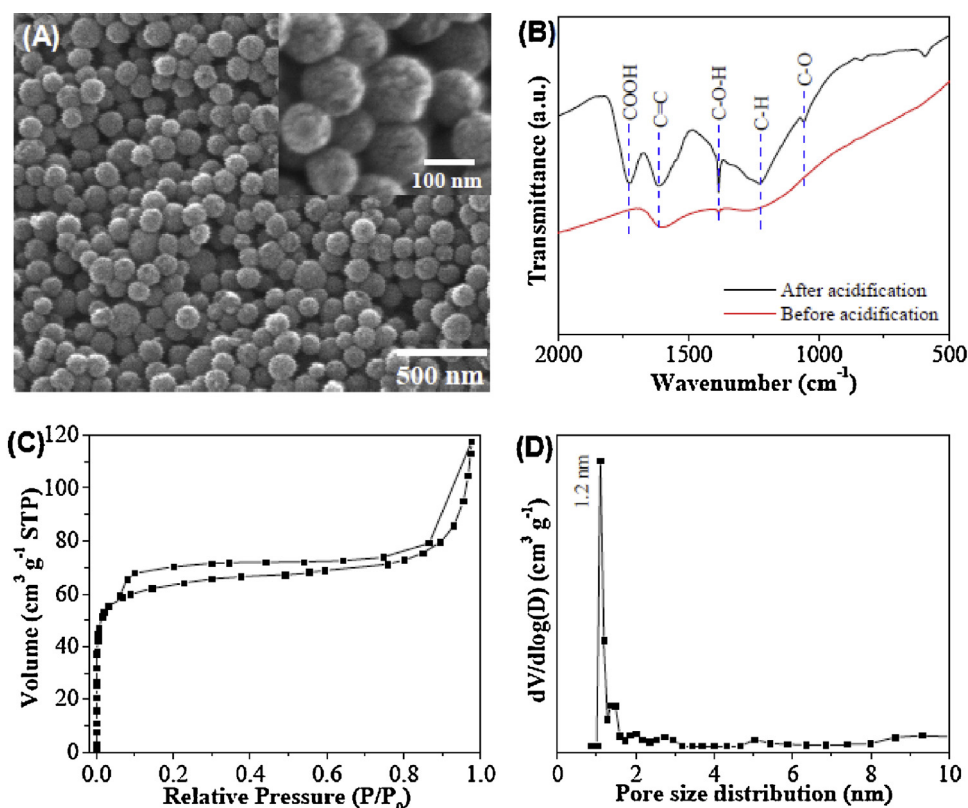 (A)
100 nm
500 nm
(B)
Transmittance (a.u.)
COOH
C=C
C-O-H
C-H
C-O
After acidification
Before acidification
2000 1500 1000 500
Wavenumber (cm⁻¹)
(C)
Volume (cm³ g⁻¹ STP)
120
100
80
60
40
20
0
0.0 0.2 0.4 0.6 0.8 1.0
Relative Pressure (P/P₀)
(D)
dV/dlog(D) (cm³ g⁻¹)
1.2 nm
0 2 4 6 8 10
Pore size distribution (nm)